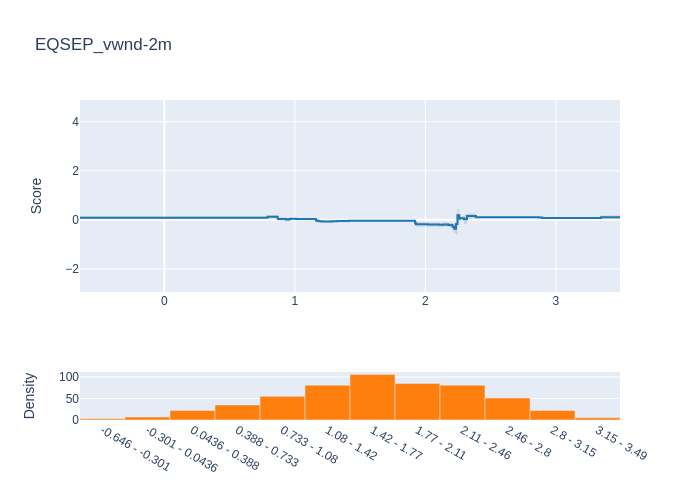 EQSEP_vwnd-2m
Score
4
2
0
−2
0
1
2
3
Density
100
50
0
-0.646 - -0.301
-0.301 - 0.0436
0.0436 - 0.388
0.388 - 0.733
0.733 - 1.08
1.08 - 1.42
1.42 - 1.77
1.77 - 2.11
2.11 - 2.46
2.46 - 2.8
2.8 - 3.15
3.15 - 3.49